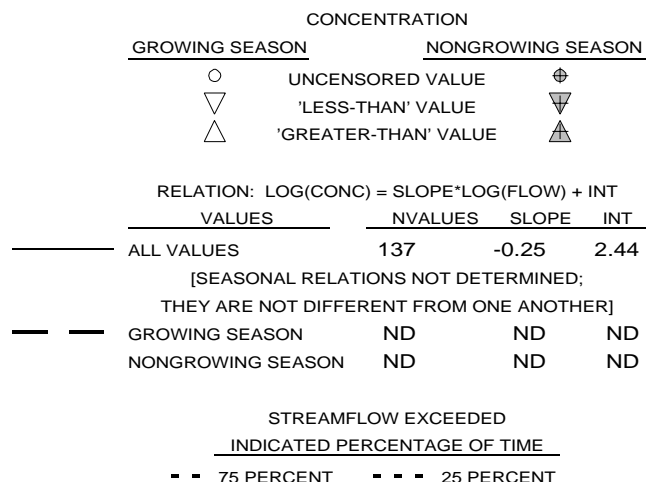 CONCENTRATION
GROWING SEASON NONGROWING SEASON
UNCENSORED VALUE
'LESS-THAN' VALUE
'GREATER-THAN' VALUE
RELATION: LOG(CONC) = SLOPE*LOG(FLOW) + INT
VALUES NVALUES SLOPE INT
ALL VALUES 137 -0.25 2.44
[SEASONAL RELATIONS NOT DETERMINED;
THEY ARE NOT DIFFERENT FROM ONE ANOTHER]
GROWING SEASON ND ND ND
NONGROWING SEASON ND ND ND
STREAMFLOW EXCEEDED
INDICATED PERCENTAGE OF TIME
75 PERCENT 25 PERCENT